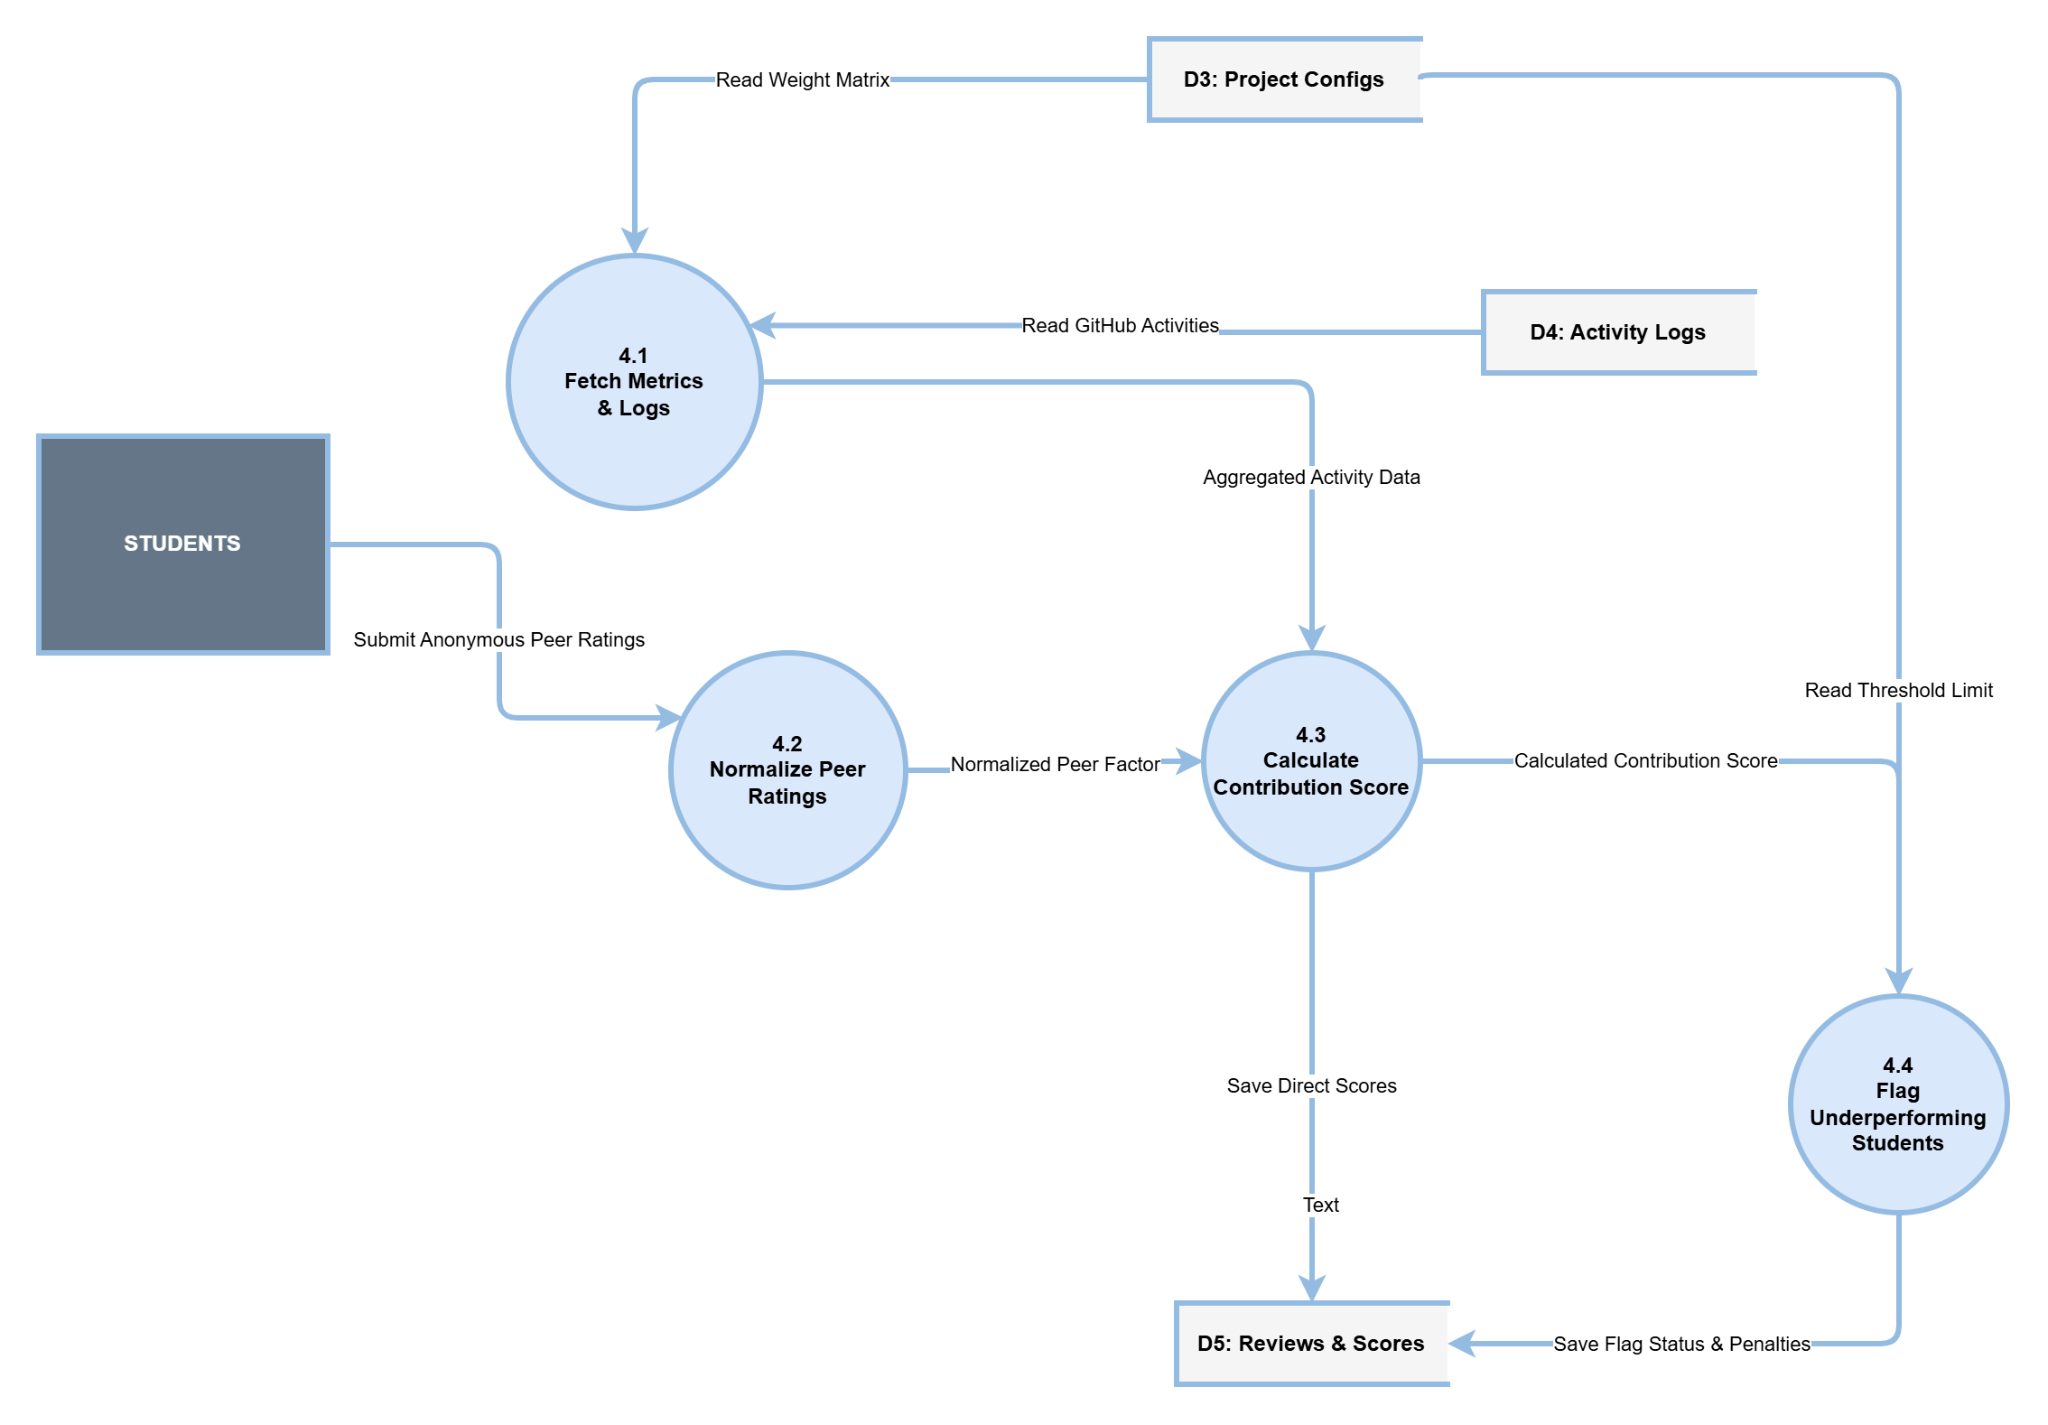 Read Weight Matrix
D3: Project Configs
Read GitHub Activities
D4: Activity Logs
4.1
Fetch Metrics
& Logs
Aggregated Activity Data
STUDENTS
Submit Anonymous Peer Ratings
Read Threshold Limit
4.2
Normalize Peer
Ratings
Normalized Peer Factor
4.3
Calculate
Contribution Score
Calculated Contribution Score
Save Direct Scores
4.4
Flag
Underperforming
Students
Text
D5: Reviews & Scores
Save Flag Status & Penalties